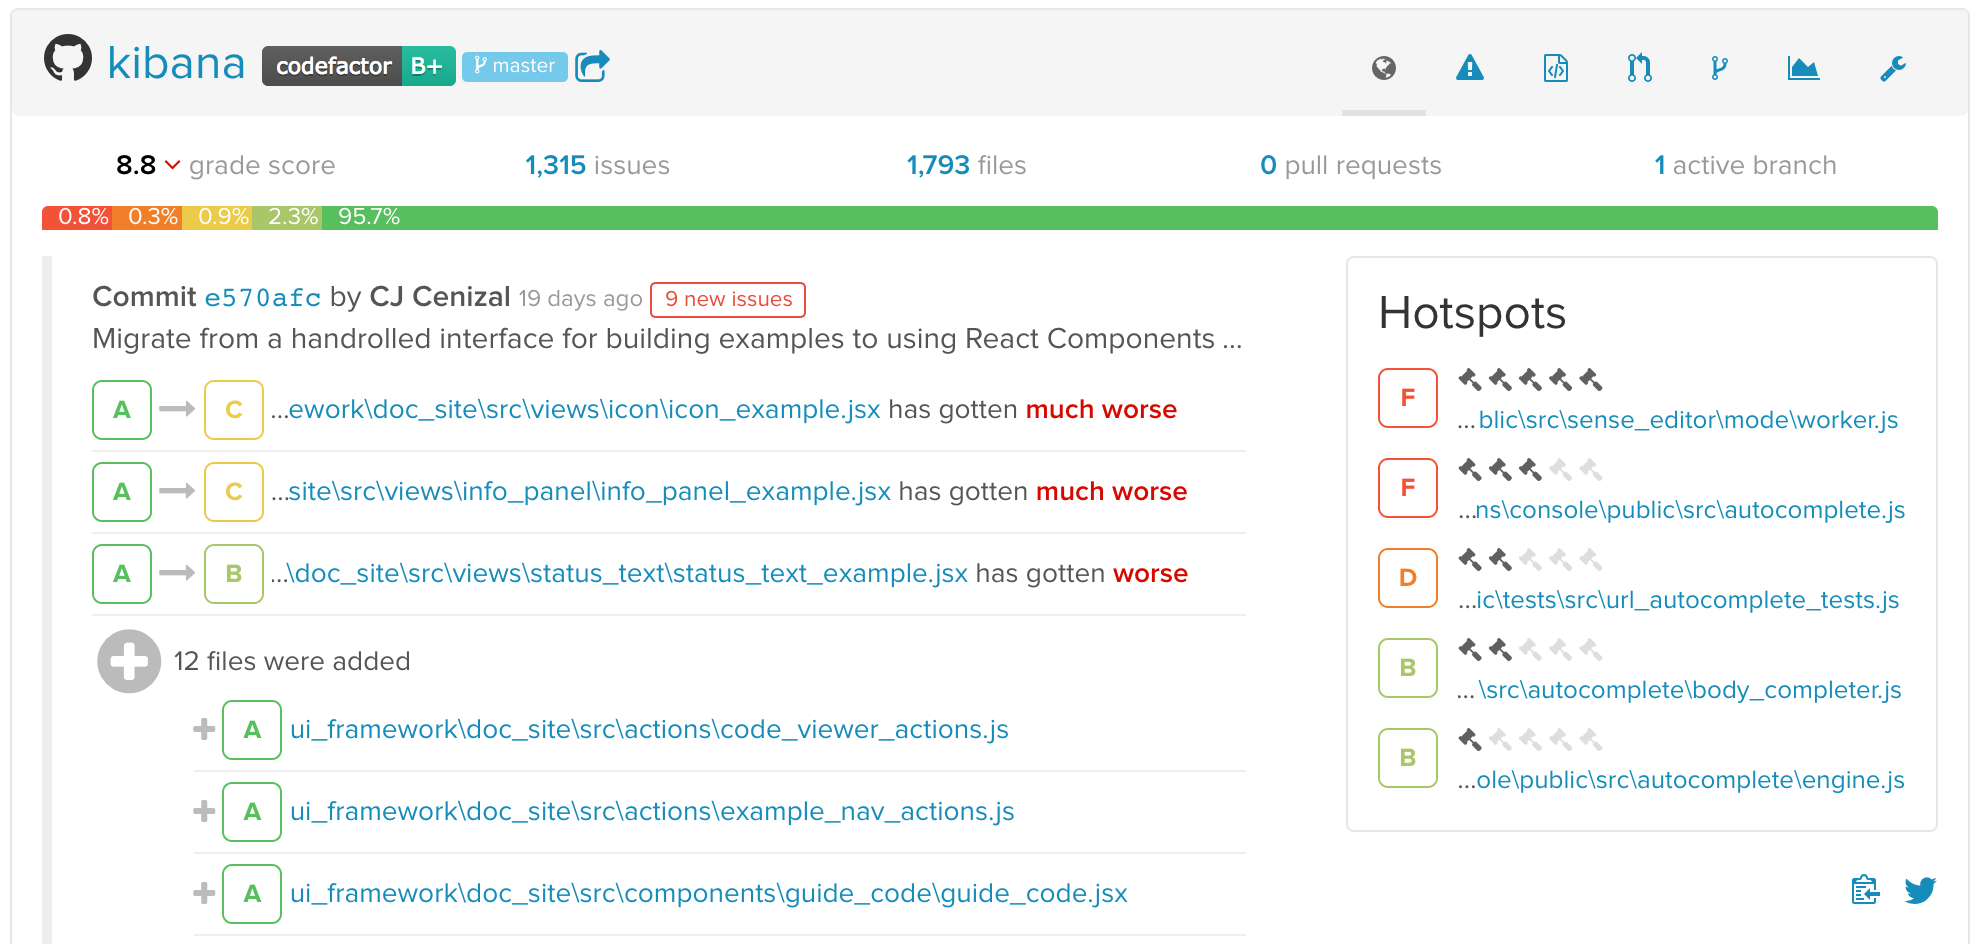 kibana codefactor B+ master
8.8 grade score 1,315 issues 1,793 files 0 pull requests 1 active branch
0.8% 0.3% 0.9% 2.3% 95.7%
Commit e570afc by CJ Cenizal 19 days ago 9 new issues
Migrate from a handrolled interface for building examples to using React Components ...
A C ...ework\doc_site\src\views\icon\icon_example.jsx has gotten much worse
A C ...site\src\views\info_panel\info_panel_example.jsx has gotten much worse
A B ...\doc_site\src\views\status_text\status_text_example.jsx has gotten worse
12 files were added
A ui_framework\doc_site\src\actions\code_viewer_actions.js
A ui_framework\doc_site\src\actions\example_nav_actions.js
A ui_framework\doc_site\src\components\guide_code\guide_code.jsx
Hotspots
F ...blic\src\sense_editor\mode\worker.js
F ...ns\console\public\src\autocomplete.js
D ...ic\tests\src\url_autocomplete_tests.js
B ...\src\autocomplete\body_completer.js
B ...ole\public\src\autocomplete\engine.js